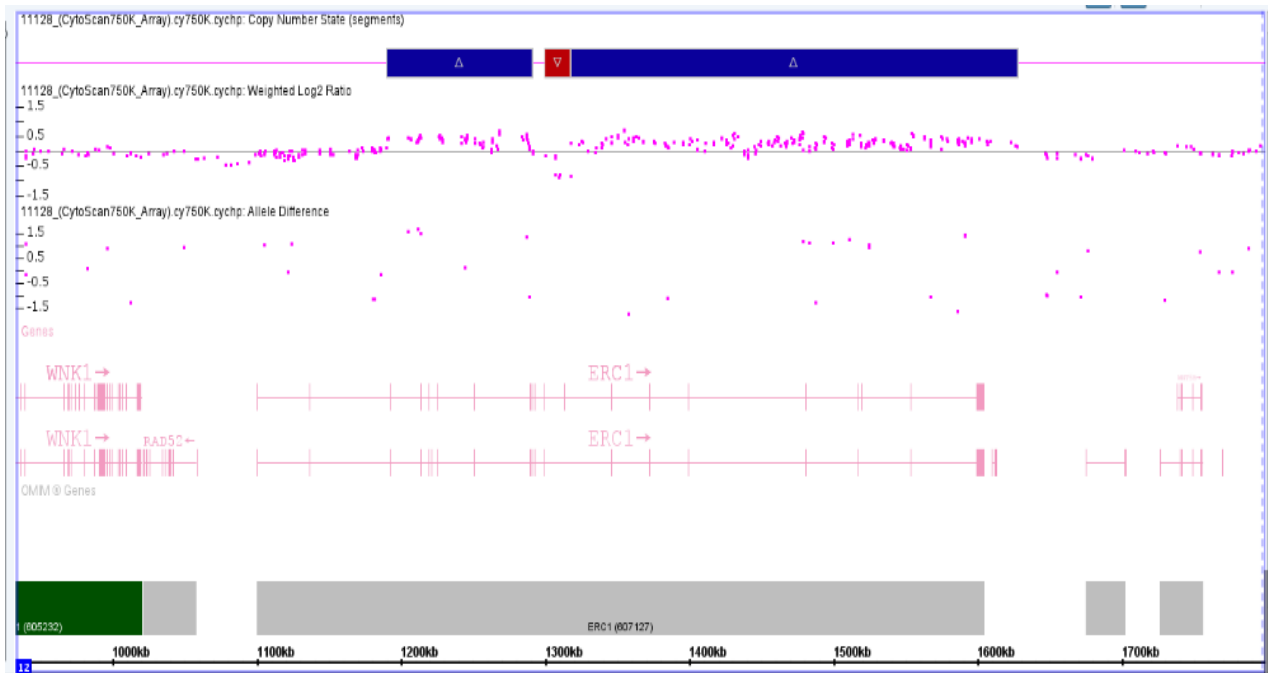 11128_(CytoScan750K_Array).cy750K.cychp: Copy Number State (segments)
11128_(CytoScan750K_Array).cy750K.cychp: Weighted Log2 Ratio
1.5
0.5
-0.5
-1.5
11128_(CytoScan750K_Array).cy750K.cychp: Allele Difference
1.5
0.5
-0.5
-1.5
Genes
WNK1→ ERC1→
WNK1→ RAD52← ERC1→
OMIM ® Genes
1 (605232) ERC1 (607127)
1000kb 1100kb 1200kb 1300kb 1400kb 1500kb 1600kb 1700kb
12